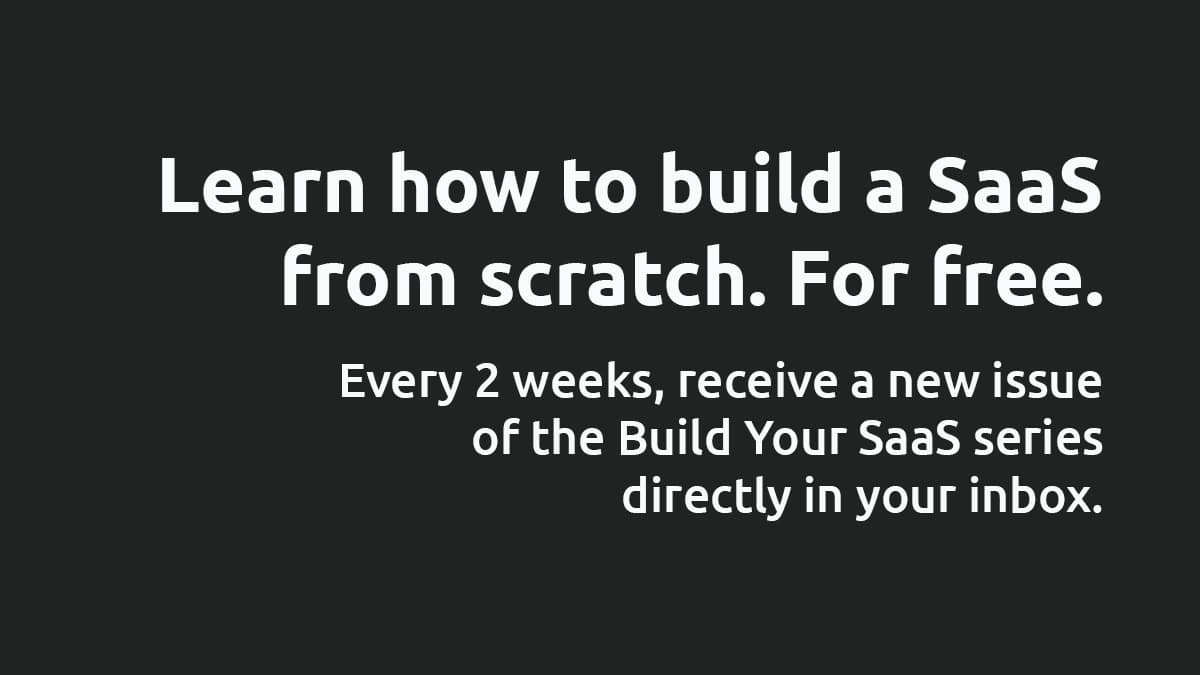 Learn how to build a SaaS
from scratch. For free.
Every 2 weeks, receive a new issue
of the Build Your SaaS series
directly in your inbox.